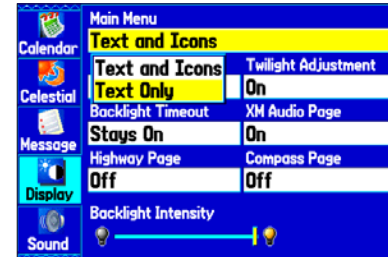 Main Menu
Text and Icons
Text and Icons
Text Only
Twilight Adjustment
On
Backlight Timeout
XM Audio Page
Stays On
On
Highway Page
Compass Page
Off
Off
Backlight Intensity
Calendar
Celestial
Message
Display
Sound